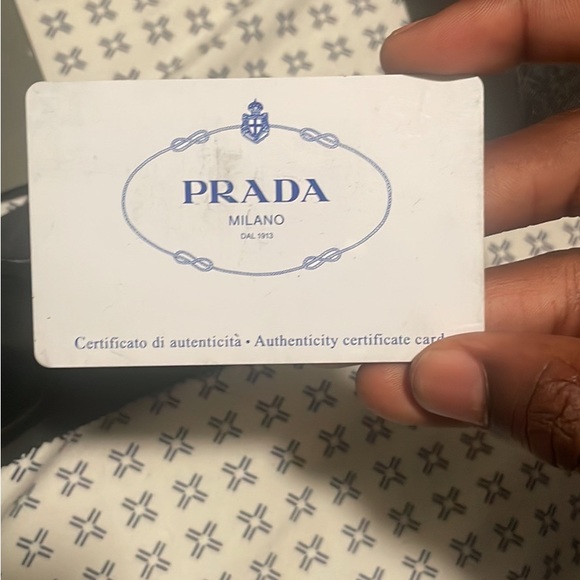 PRADA
MILANO
DAL 1913
Certificato di autenticità • Authenticity certificate card